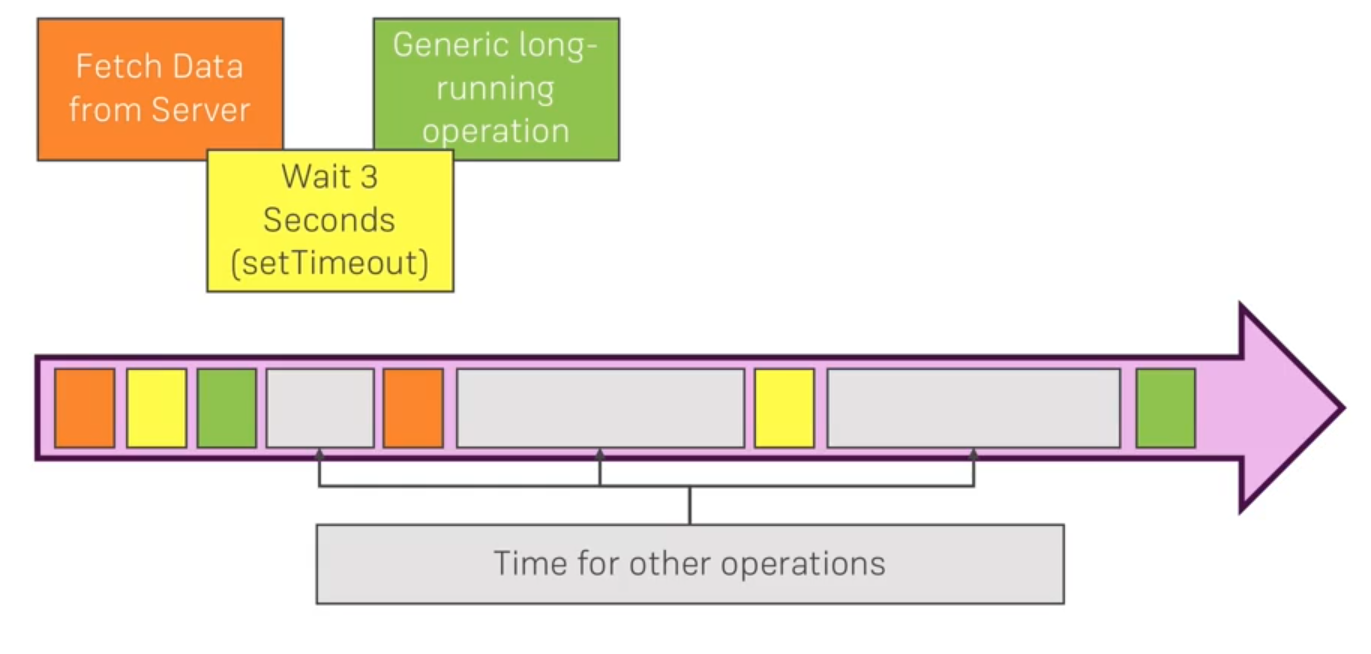 Fetch Data
from Server
Generic long-
running
operation
Wait 3
Seconds
(setTimeout)
Time for other operations